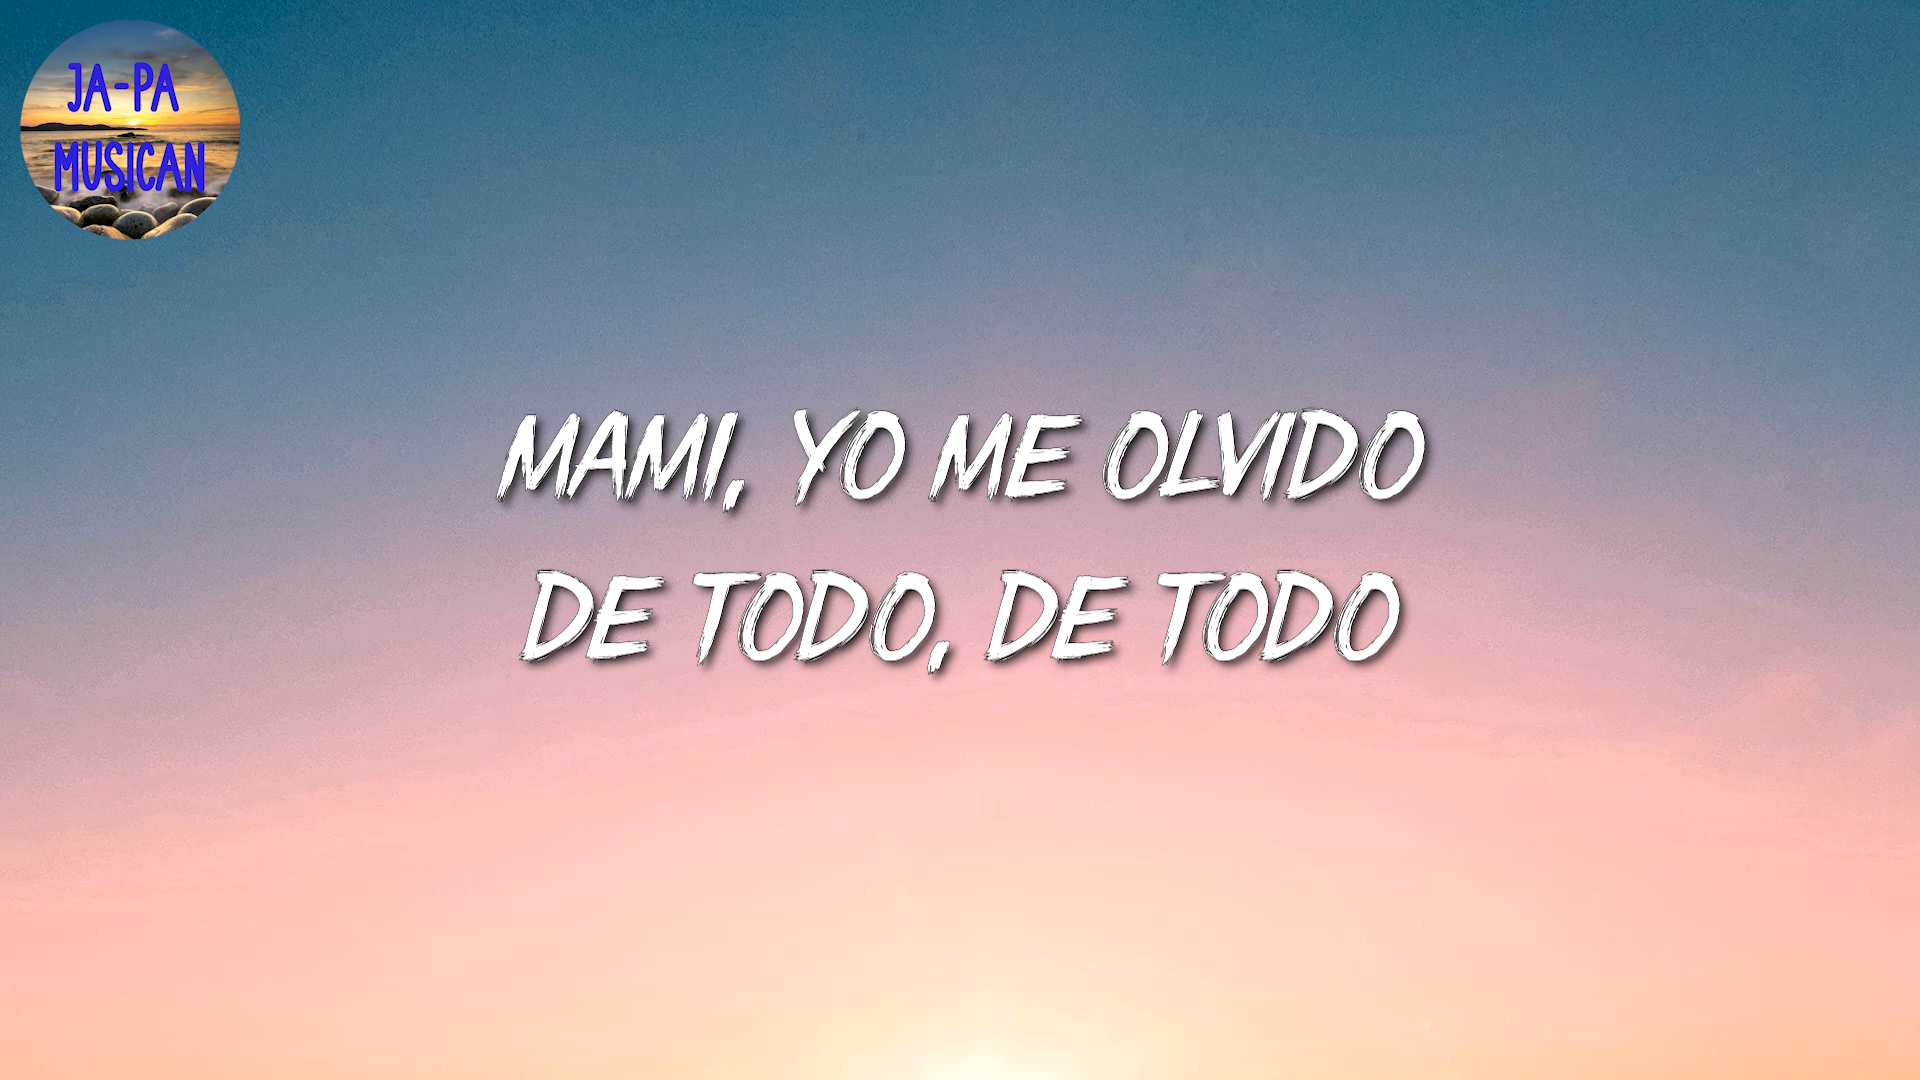 JA-PA
MUSICAN
MAMI, YO ME OLVIDO
DE TODO, DE TODO